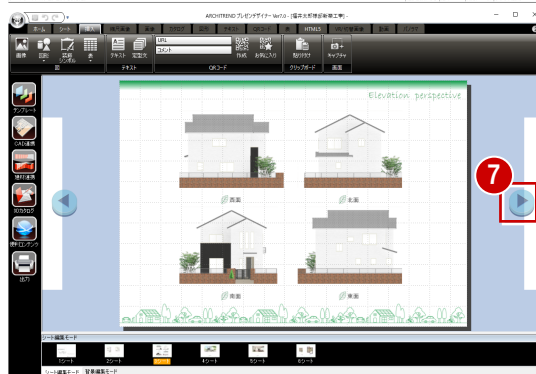 ARCHITREND プレゼンデザイナー Ver7.0 - [福井太郎様邸新築工事] -
ホーム シート 挿入 HTML5
画像 図形 表 テキスト 定型文
URL
コメント
作成 お気に入り 貼り付け キャプチャ
図 テキスト QRコード クリップボード 画面
テンプレート
CAD連携
建材連携
3Dカタログ
出力
Elevation perspective
7
西面 北面
南面 東面
シート編集モード
1シート 2シート 3シート 4シート 5シート 6シート
シート編集モード 背景編集モード